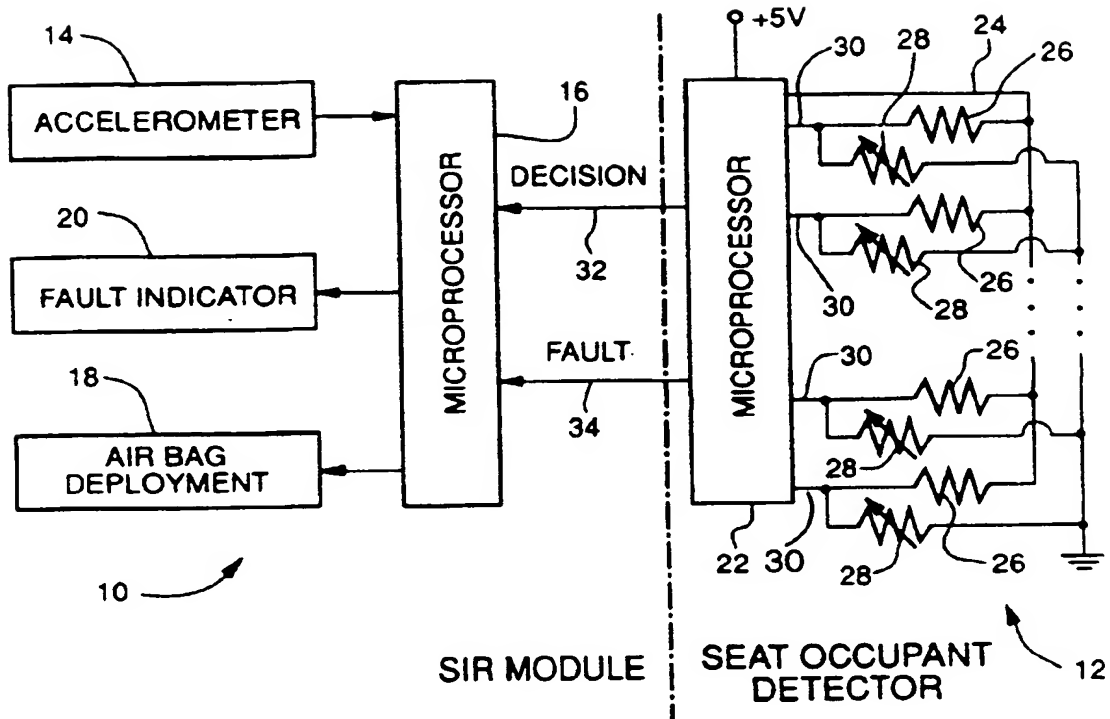 +5V
14
30
28
24
26
ACCELEROMETER
16
MICROPROCESSOR
DECISION
MICROPROCESSOR
20
32
30
28
26
FAULT INDICATOR
FAULT
30
26
18
34
AIR BAG
DEPLOYMENT
28
22
30
28
26
10
12
SIR MODULE
SEAT OCCUPANT
DETECTOR